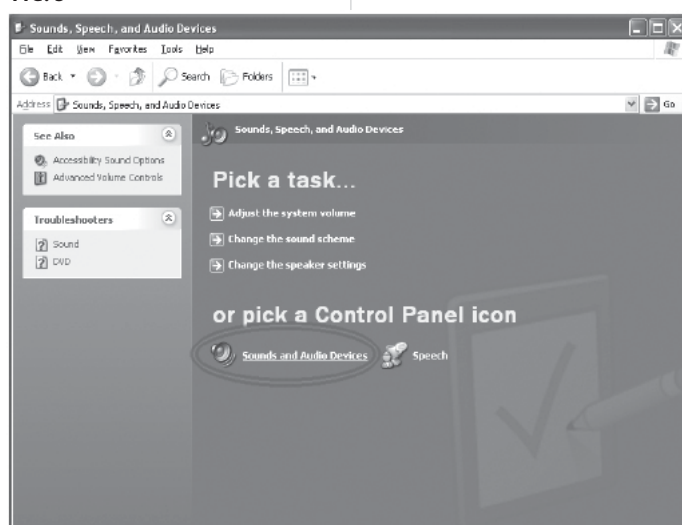 Sounds, Speech, and Audio Devices
File Edit View Favorites Tools Help
Back Search Folders
Address Sounds, Speech, and Audio Devices Go
See Also
Accessibility Sound Options
Advanced Volume Controls
Troubleshooters
Sound
DVD
Sounds, Speech, and Audio Devices
Pick a task...
Adjust the system volume
Change the sound scheme
Change the speaker settings
or pick a Control Panel icon
Sounds and Audio Devices Speech